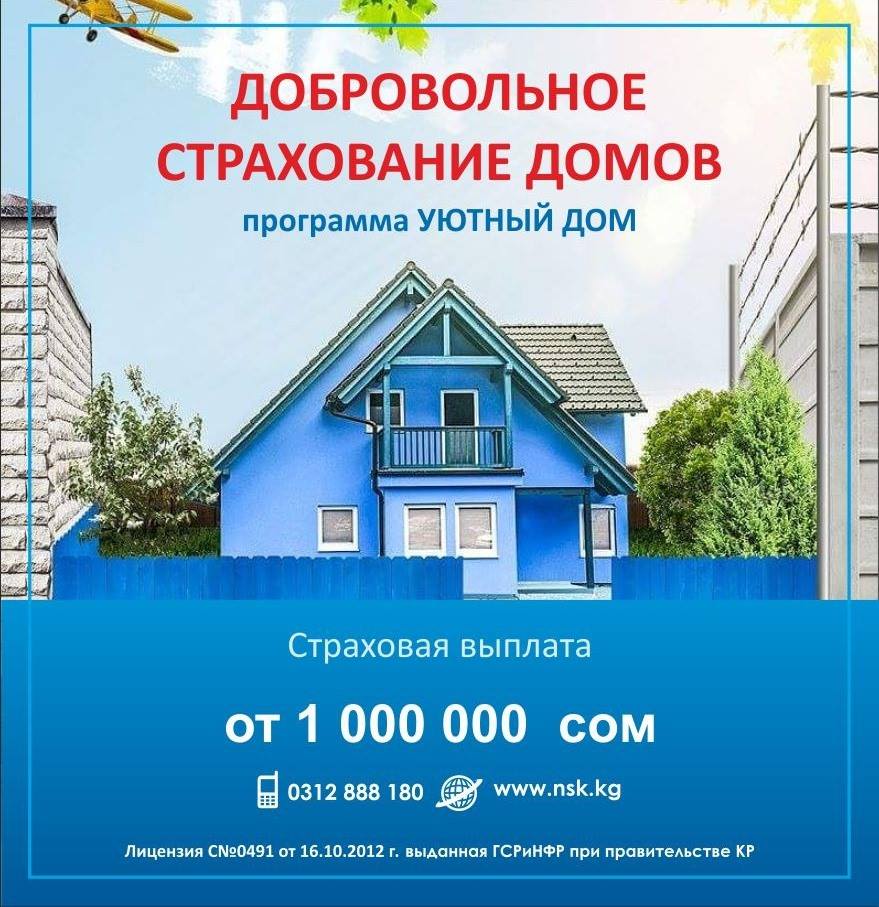 ДОБРОВОЛЬНОЕ
СТРАХОВАНИЕ ДОМОВ
программа УЮТНЫЙ ДОМ
Страховая выплата
от 1 000 000 сом
0312 888 180 www.nsk.kg
Лицензия С№0491 от 16.10.2012 г. выданная ГСРиНФР при правительстве КР